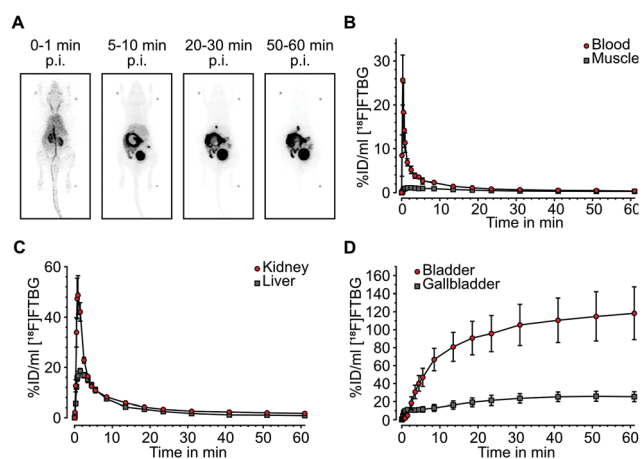 A
0-1 min
p.i.
5-10 min
p.i.
20-30 min
p.i.
50-60 min
p.i.
B
%ID/ml [¹⁸F]FTBG
30
20
10
0
0 10 20 30 40 50 60
Time in min
Blood
Muscle
C
%ID/ml [¹⁸F]FTBG
60
40
20
0
0 10 20 30 40 50 60
Time in min
Kidney
Liver
D
%ID/ml [¹⁸F]FTBG
160
140
120
100
80
60
40
20
0
0 10 20 30 40 50 60
Time in min
Bladder
Gallbladder